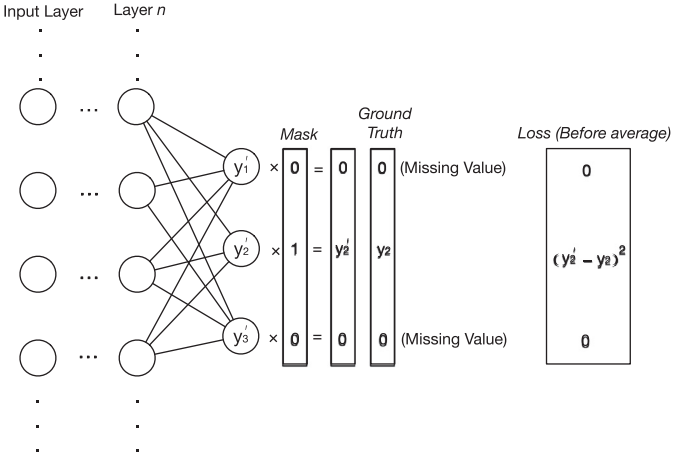 Input Layer
Layer n
...
...
...
...
Ground
Truth
Mask
Loss (Before average)
y₁′ × 0 = 0 0 (Missing Value) 0
y₂′ × 1 = y₂′ y₂ (y₂′ – y₂)²
y₃′ × 0 = 0 0 (Missing Value) 0